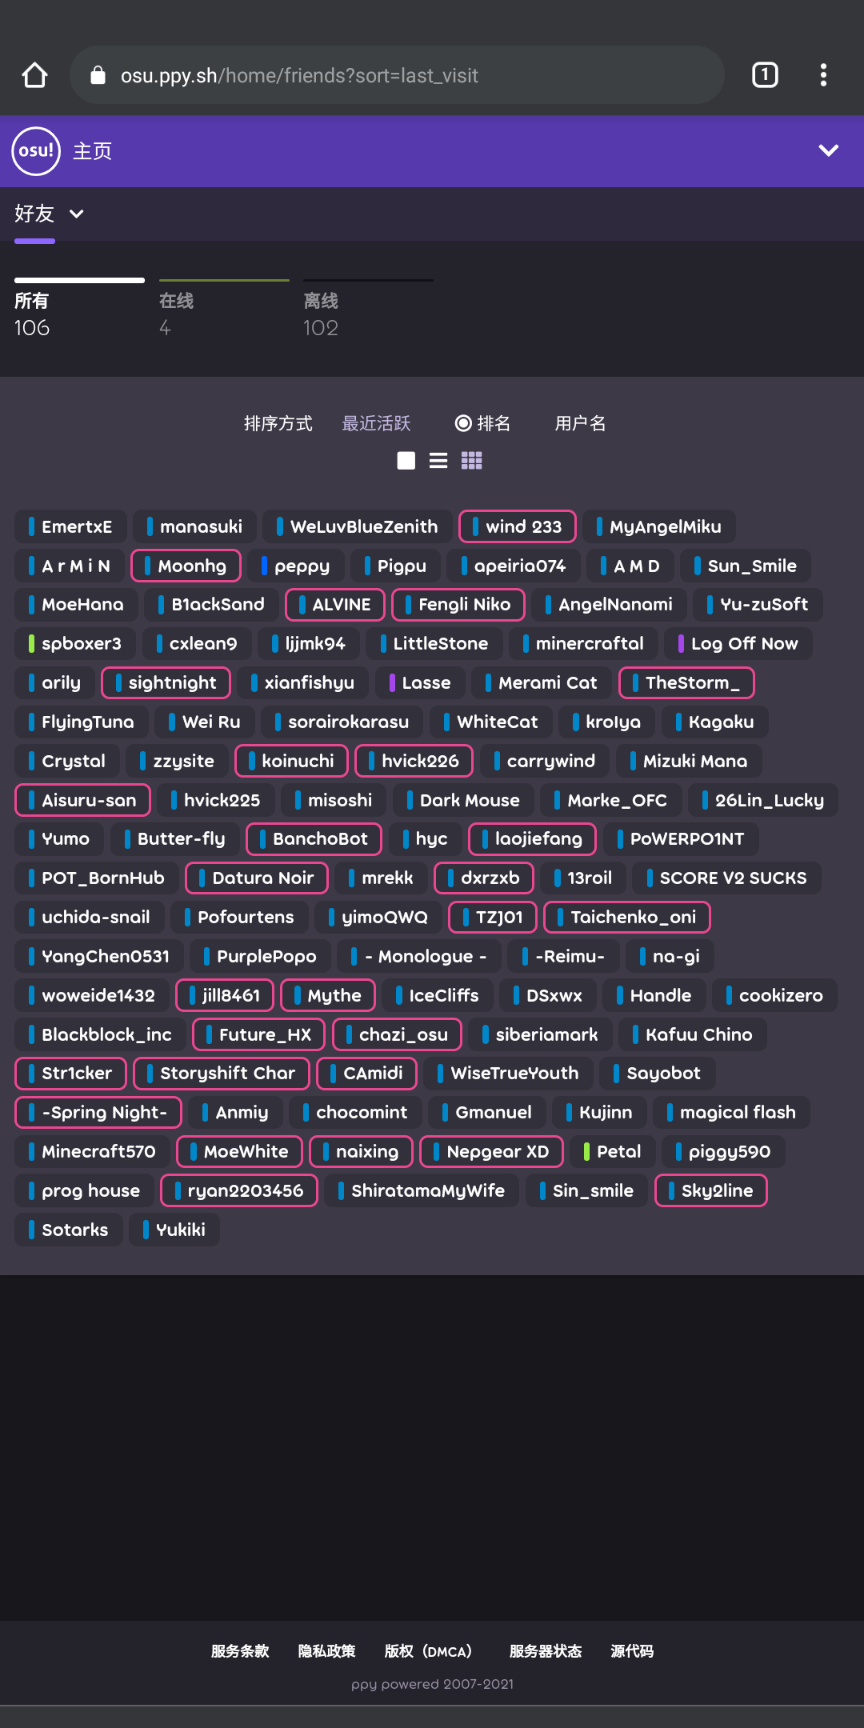 osu.ppy.sh/home/friends?sort=last_visit
1
osu! 主页
好友
所有 在线 离线
106 4 102
排序方式 最近活跃 排名 用户名
EmertxE manasuki WeLuvBlueZenith wind 233 MyAngelMiku
A r M i N Moonhg peppy Pigpu apeiria074 A M D Sun_Smile
MoeHana B1ackSand ALVINE Fengli Niko AngelNanami Yu-zuSoft
spboxer3 cxlean9 ljjmk94 LittleStone minercraftal Log Off Now
arily sightnight xianfishyu Lasse Merami Cat TheStorm_
FlyingTuna Wei Ru sorairokarasu WhiteCat kroIya Kagaku
Crystal zzysite koinuchi hvick226 carrywind Mizuki Mana
Aisuru-san hvick225 misoshi Dark Mouse Marke_OFC 26Lin_Lucky
Yumo Butter-fly BanchoBot hyc laojiefang PoWERPO1NT
POT_BornHub Datura Noir mrekk dxrzxb 13roil SCORE V2 SUCKS
uchida-snail Pofourtens yimoQWQ TZJ01 Taichenko_oni
YangChen0531 PurplePopo - Monologue - -Reimu- na-gi
woweide1432 jill8461 Mythe IceCliffs DSxwx Handle cookizero
Blackblock_inc Future_HX chazi_osu siberiamark Kafuu Chino
Str1cker Storyshift Char CAmidi WiseTrueYouth Sayobot
-Spring Night- Anmiy chocomint Gmanuel Kujinn magical flash
Minecraft570 MoeWhite naixing Nepgear XD Petal piggy590
prog house ryan2203456 ShiratamaMyWife Sin_smile Sky2line
Sotarks Yukiki
服务条款 隐私政策 版权（DMCA） 服务器状态 源代码
ppy powered 2007-2021